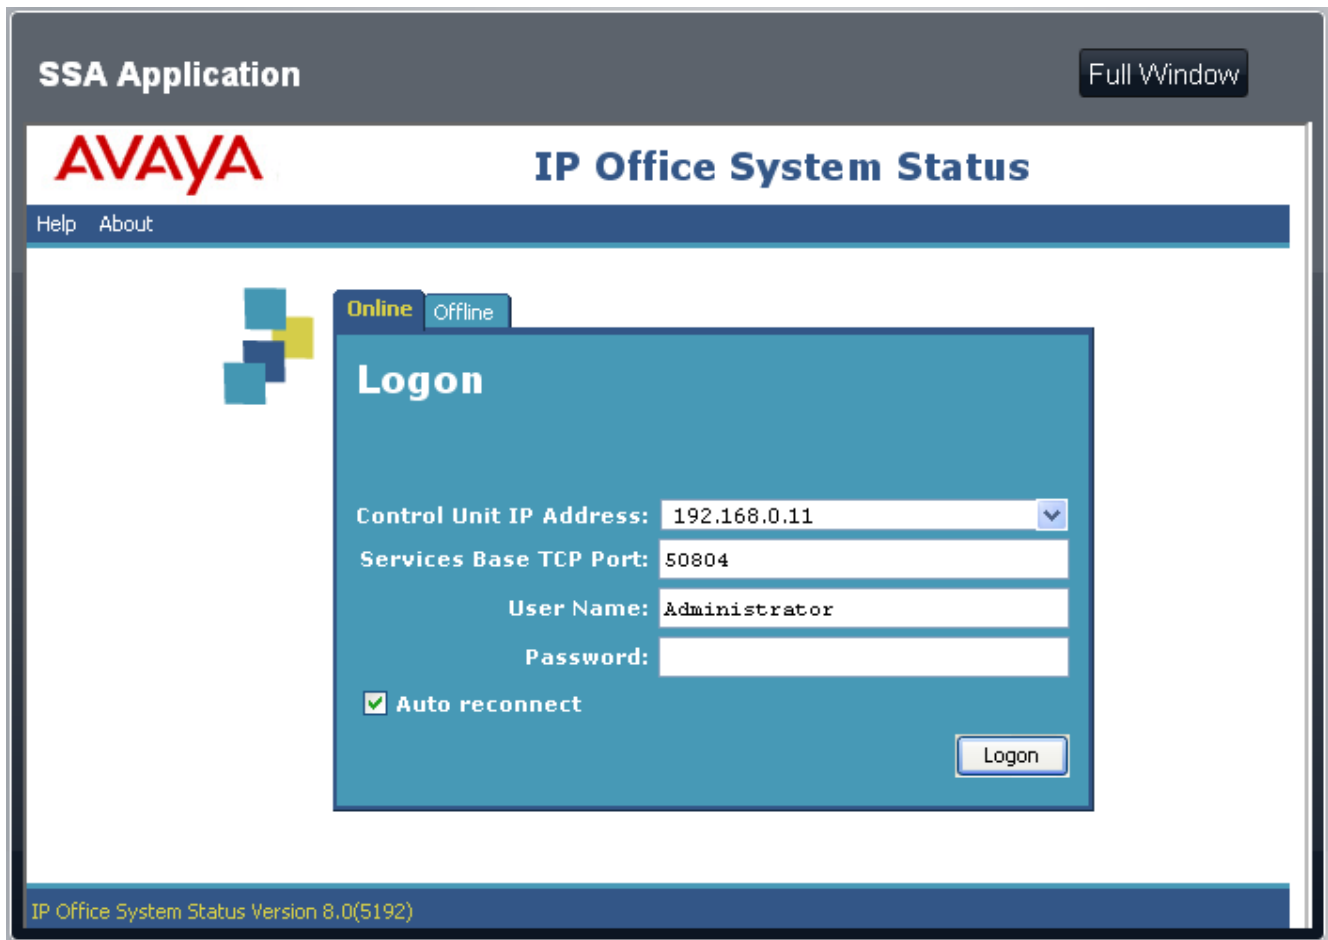 SSA Application
Full Window
AVAYA
IP Office System Status
Help About
Online Offline
Logon
Control Unit IP Address: 192.168.0.11
Services Base TCP Port: 50804
User Name: Administrator
Password:
Auto reconnect
Logon
IP Office System Status Version 8.0(5192)